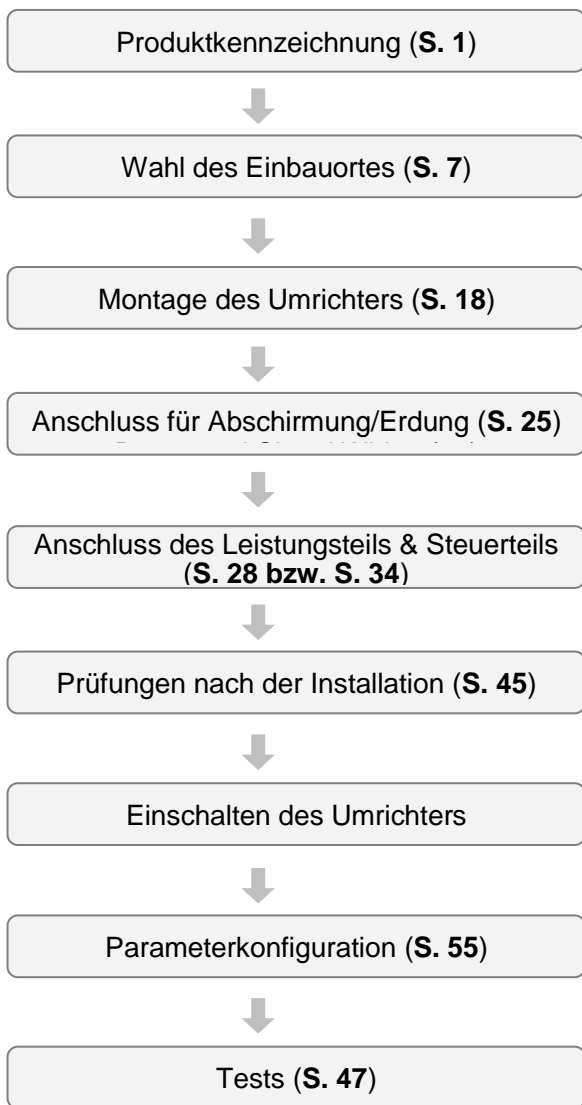 Produktkennzeichnung (S. 1)
Wahl des Einbauortes (S. 7)
Montage des Umrichters (S. 18)
Anschluss für Abschirmung/Erdung (S. 25)
Anschluss des Leistungsteils & Steuerteils
(S. 28 bzw. S. 34)
Prüfungen nach der Installation (S. 45)
Einschalten des Umrichters
Parameterkonfiguration (S. 55)
Tests (S. 47)